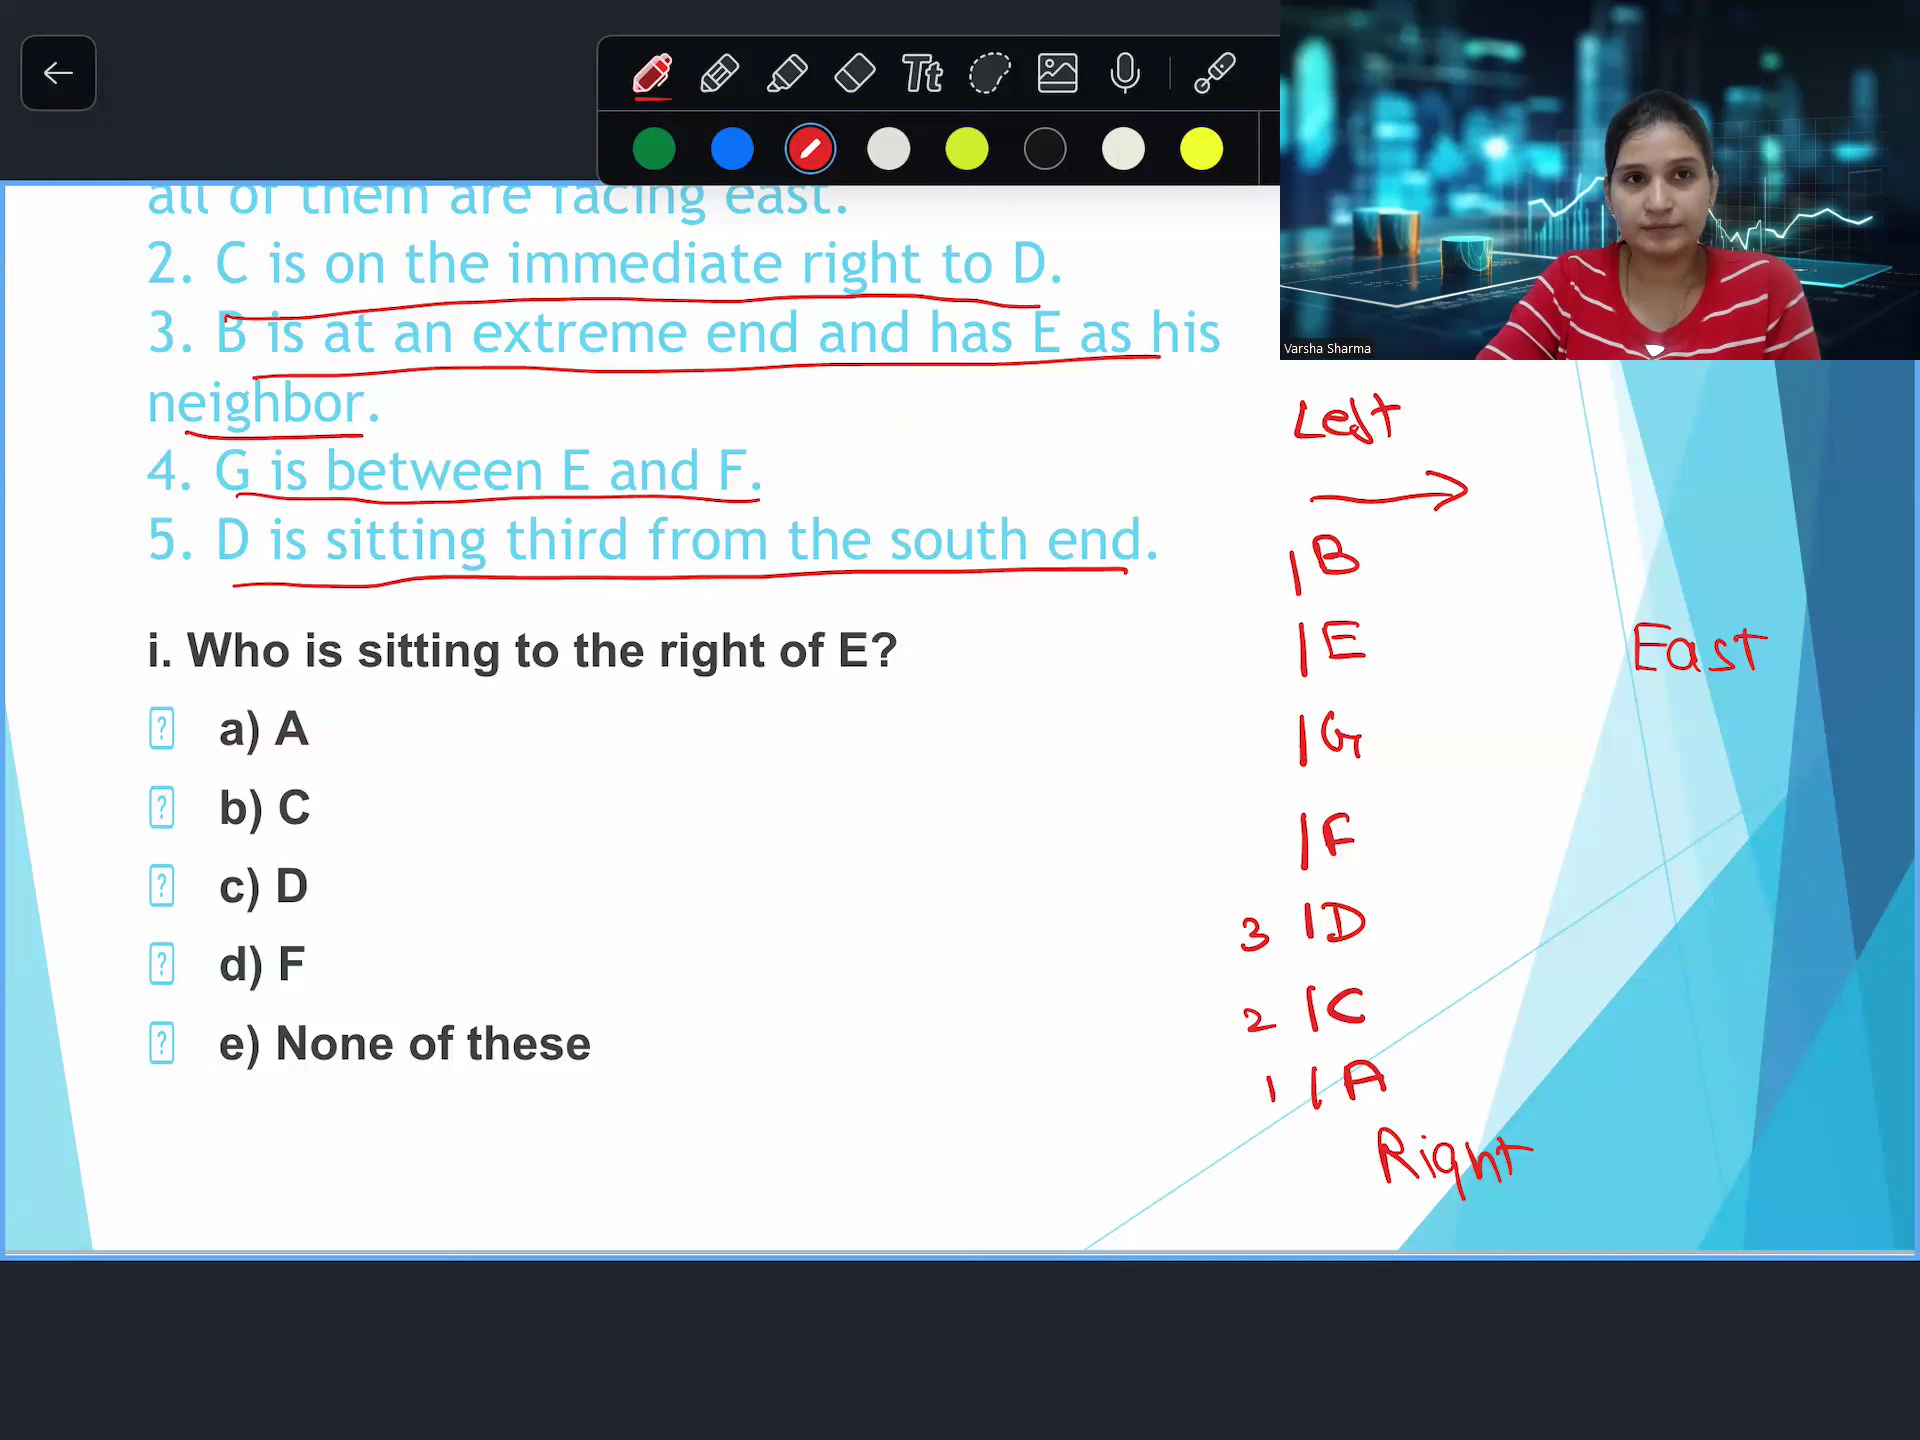 Tt
Varsha Sharma
all of them are facing east.
2. C is on the immediate right to D.
3. B is at an extreme end and has E as his
neighbor.
4. G is between E and F.
5. D is sitting third from the south end.
i. Who is sitting to the right of E?
a) A
b) C
c) D
d) F
e) None of these
Left
B
E
East
G
F
3 D
2 C
1 A
Right